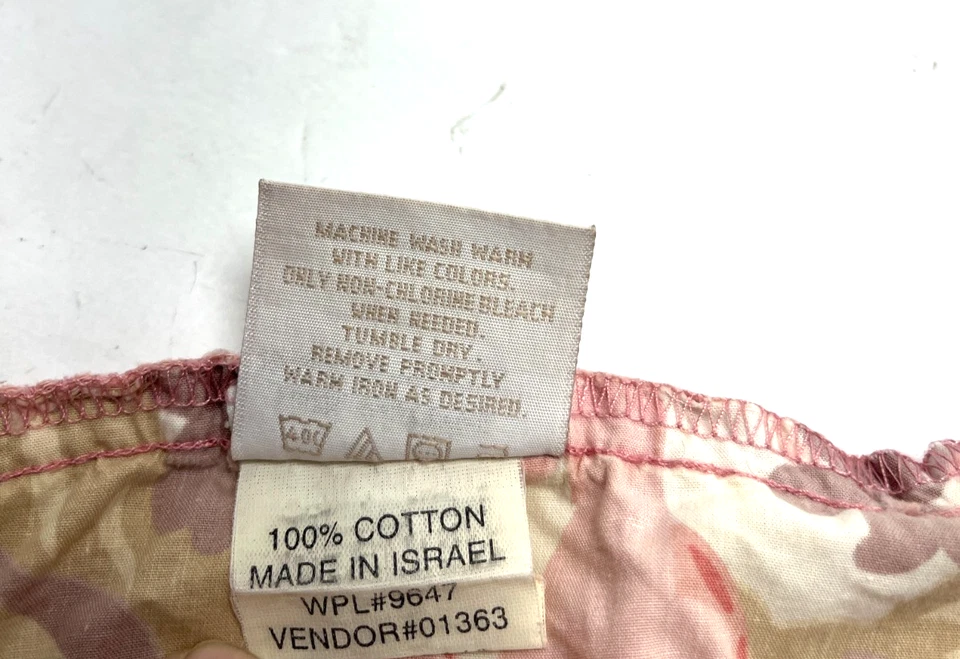 MACHINE WASH WARM
WITH LIKE COLORS.
ONLY NON-CHLORINE BLEACH
WHEN NEEDED.
TUMBLE DRY.
REMOVE PROMPTLY
WARM IRON AS DESIRED.
40C
100% COTTON
MADE IN ISRAEL
WPL#9647
VENDOR#01363